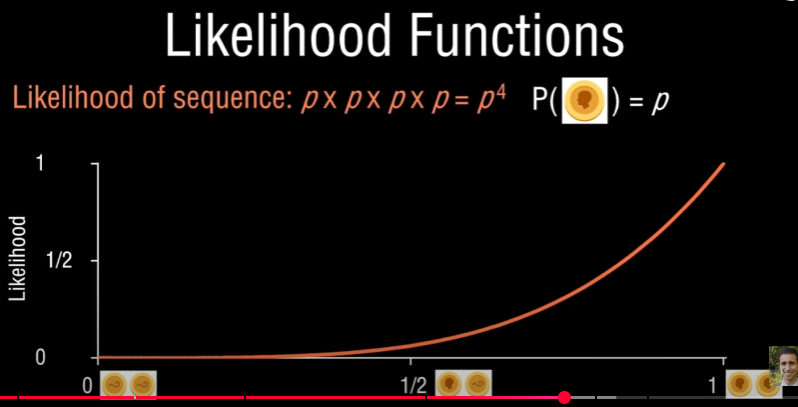 Likelihood Functions
Likelihood of sequence: p x p x p x p = p⁴ P( ) = p
1
Likelihood
1/2
0
0 1/2 1